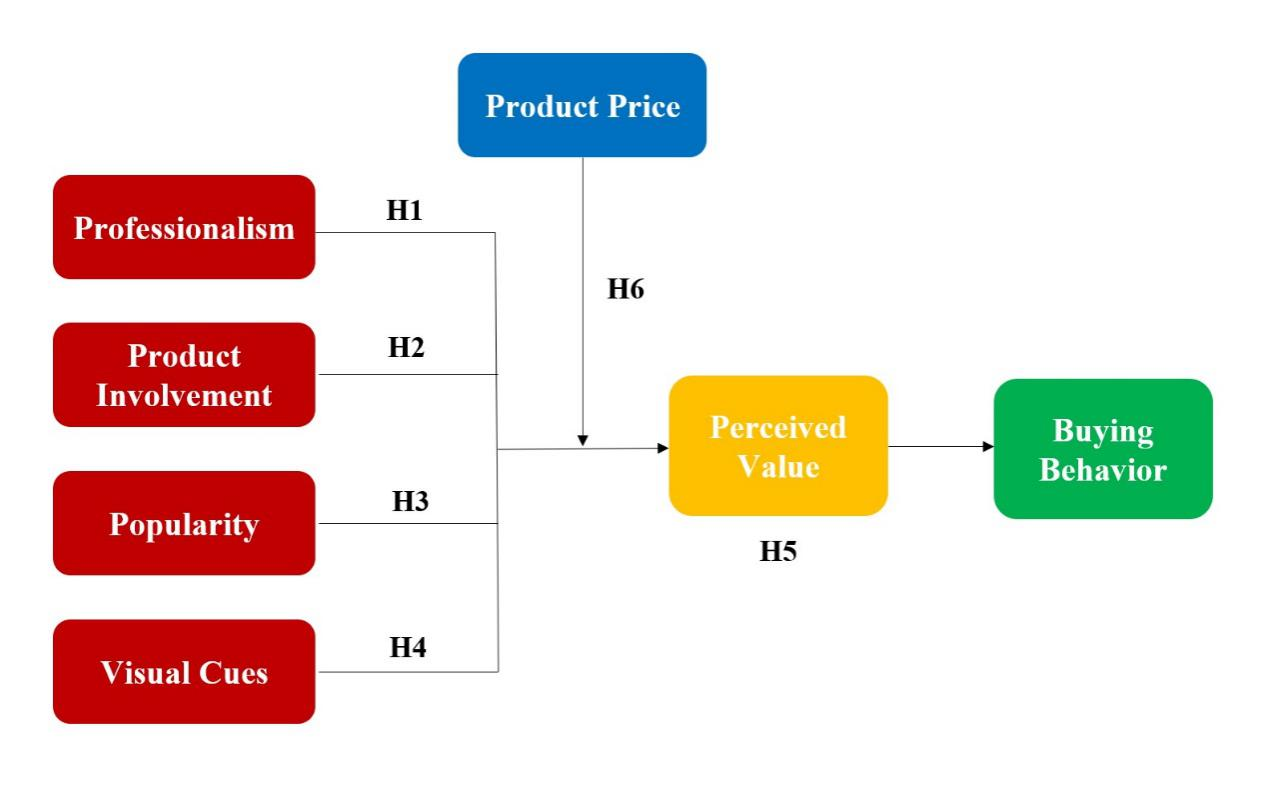 Product Price
Professionalism
H1
H6
Product
Involvement
H2
Perceived
Value
Buying
Behavior
Popularity
H3
H5
Visual Cues
H4